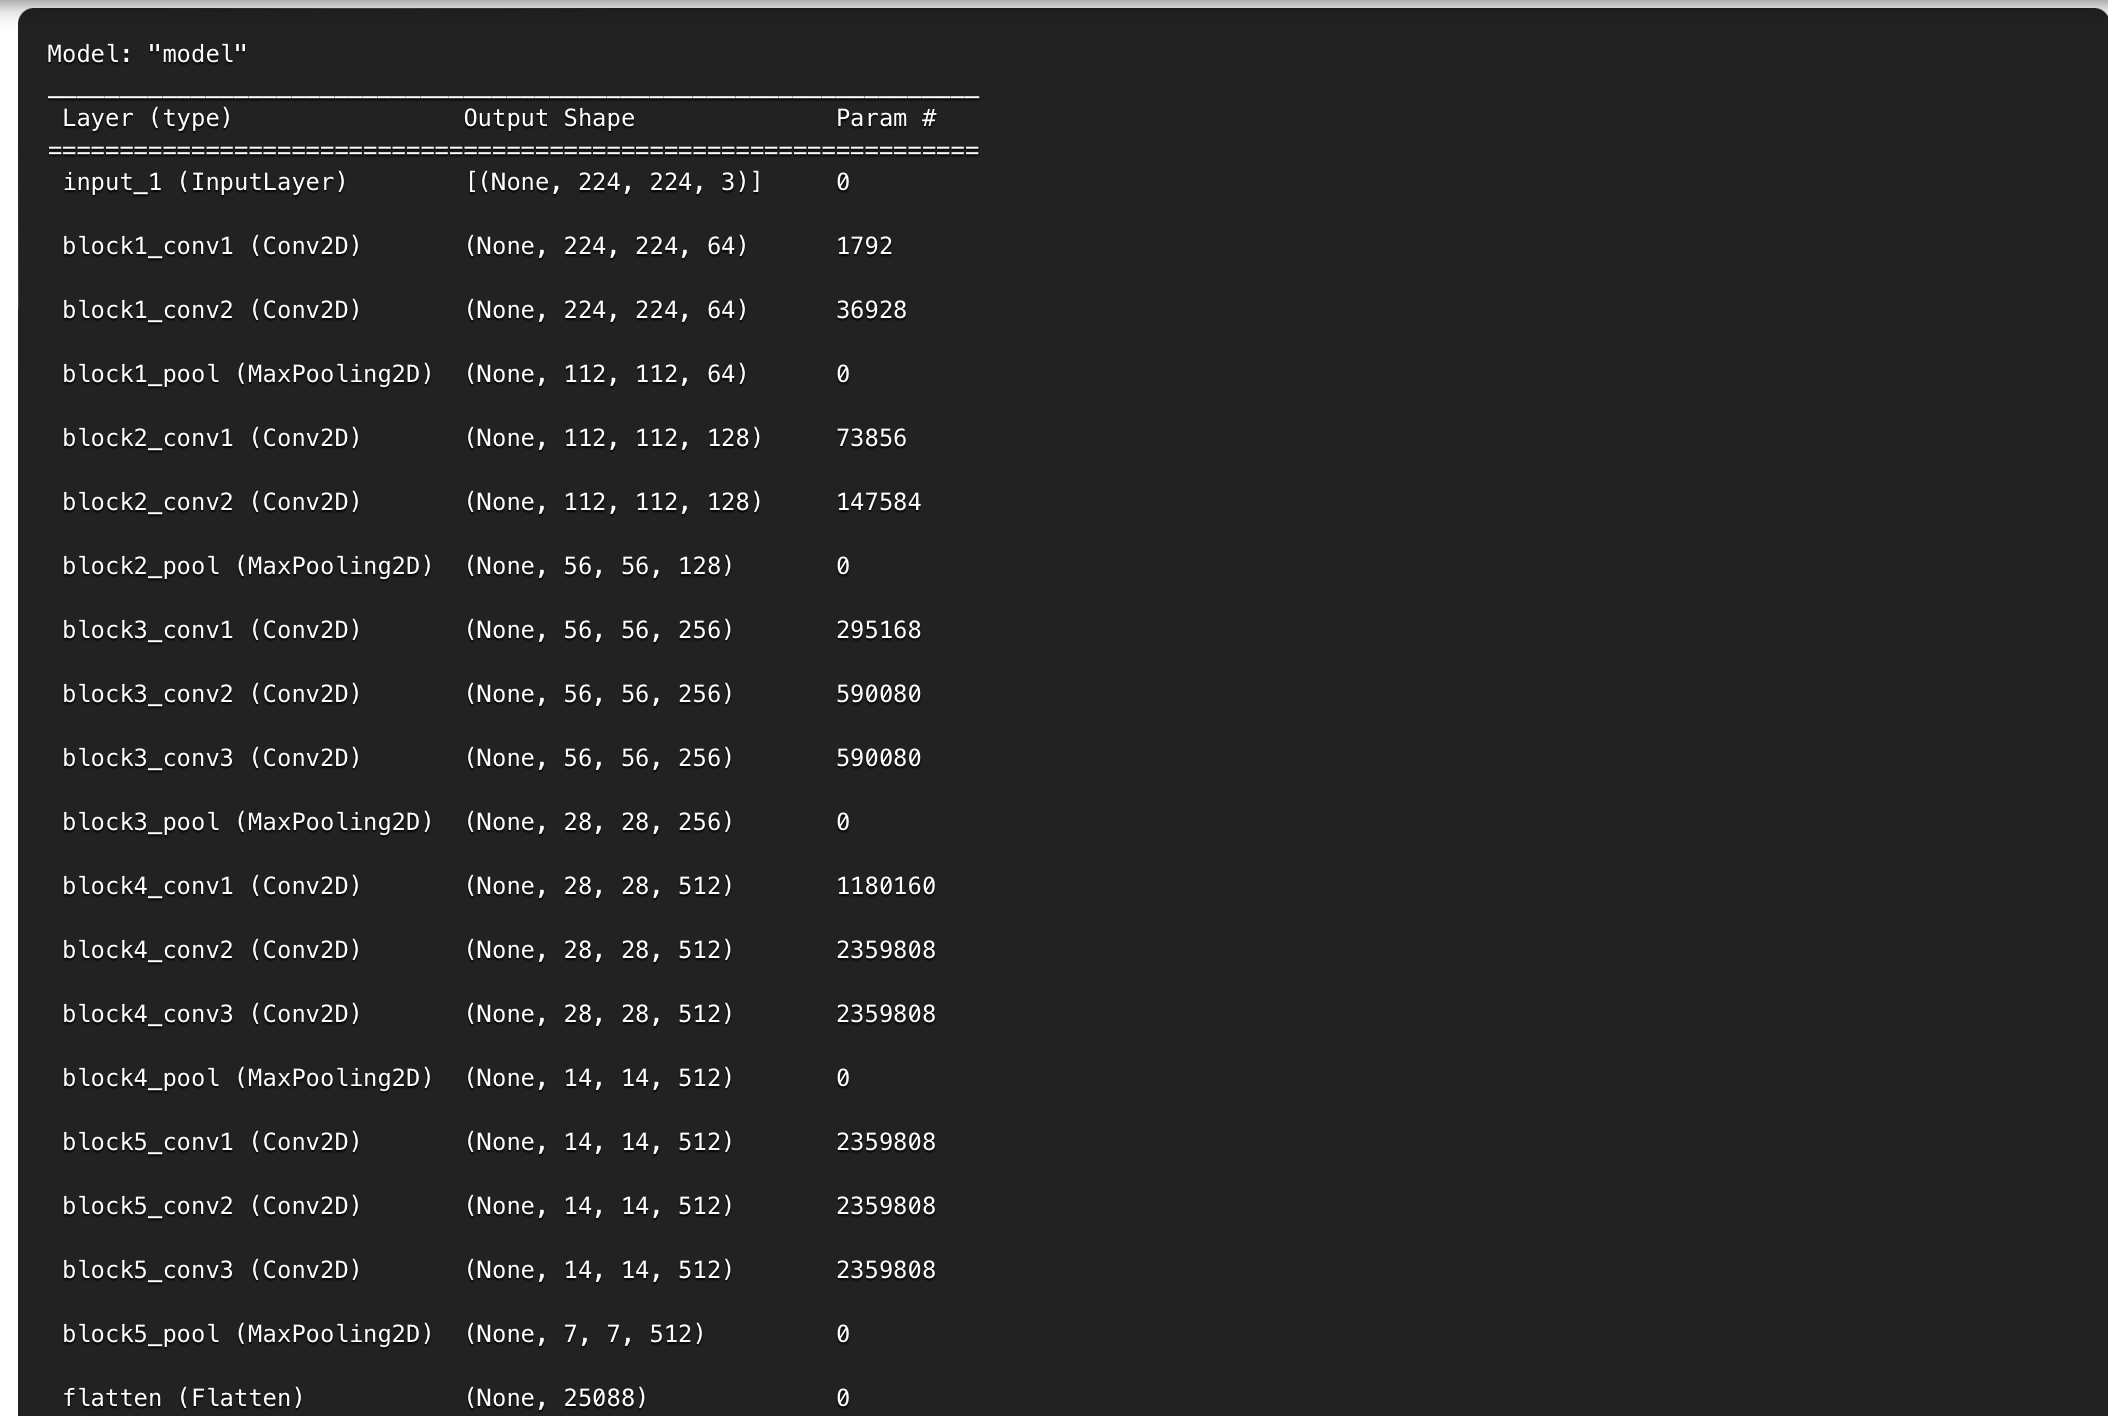 Model: "model"
_________________________________________________________________
Layer (type) Output Shape Param #
=================================================================
input_1 (InputLayer) [(None, 224, 224, 3)] 0
block1_conv1 (Conv2D) (None, 224, 224, 64) 1792
block1_conv2 (Conv2D) (None, 224, 224, 64) 36928
block1_pool (MaxPooling2D) (None, 112, 112, 64) 0
block2_conv1 (Conv2D) (None, 112, 112, 128) 73856
block2_conv2 (Conv2D) (None, 112, 112, 128) 147584
block2_pool (MaxPooling2D) (None, 56, 56, 128) 0
block3_conv1 (Conv2D) (None, 56, 56, 256) 295168
block3_conv2 (Conv2D) (None, 56, 56, 256) 590080
block3_conv3 (Conv2D) (None, 56, 56, 256) 590080
block3_pool (MaxPooling2D) (None, 28, 28, 256) 0
block4_conv1 (Conv2D) (None, 28, 28, 512) 1180160
block4_conv2 (Conv2D) (None, 28, 28, 512) 2359808
block4_conv3 (Conv2D) (None, 28, 28, 512) 2359808
block4_pool (MaxPooling2D) (None, 14, 14, 512) 0
block5_conv1 (Conv2D) (None, 14, 14, 512) 2359808
block5_conv2 (Conv2D) (None, 14, 14, 512) 2359808
block5_conv3 (Conv2D) (None, 14, 14, 512) 2359808
block5_pool (MaxPooling2D) (None, 7, 7, 512) 0
flatten (Flatten) (None, 25088) 0